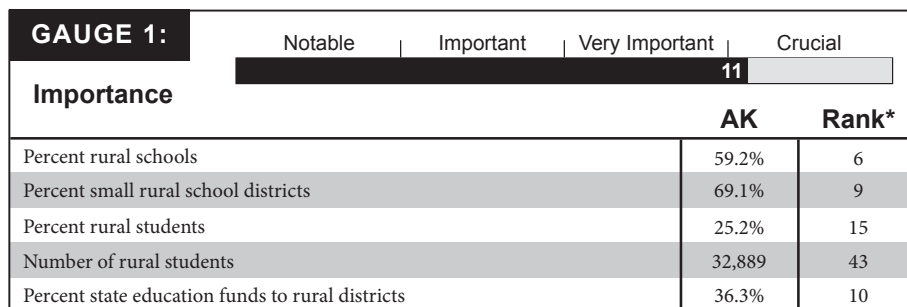 GAUGE 1:
Notable Important Very Important Crucial
11
Importance
AK Rank*
Percent rural schools 59.2% 6
Percent small rural school districts 69.1% 9
Percent rural students 25.2% 15
Number of rural students 32,889 43
Percent state education funds to rural districts 36.3% 10